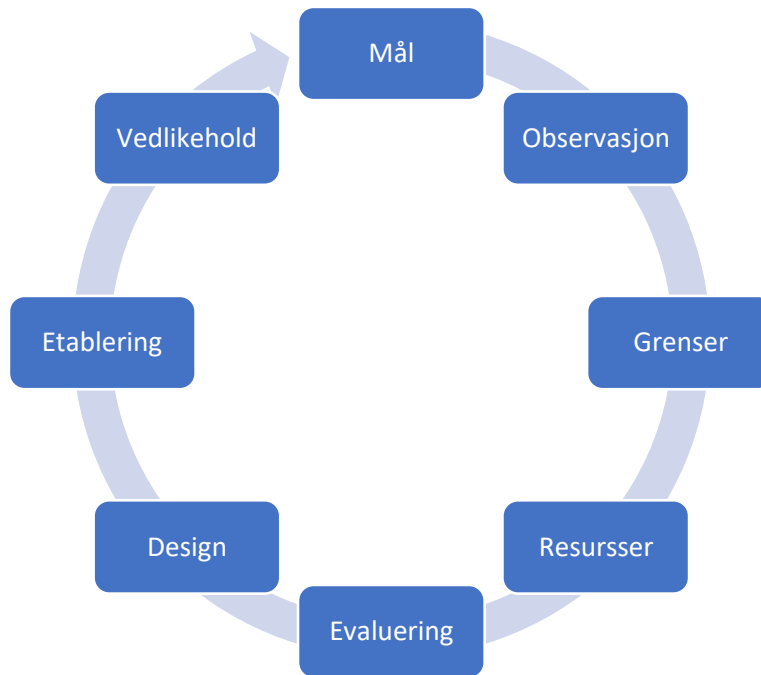 Mål
Observasjon
Grenser
Resursser
Evaluering
Design
Etablering
Vedlikehold